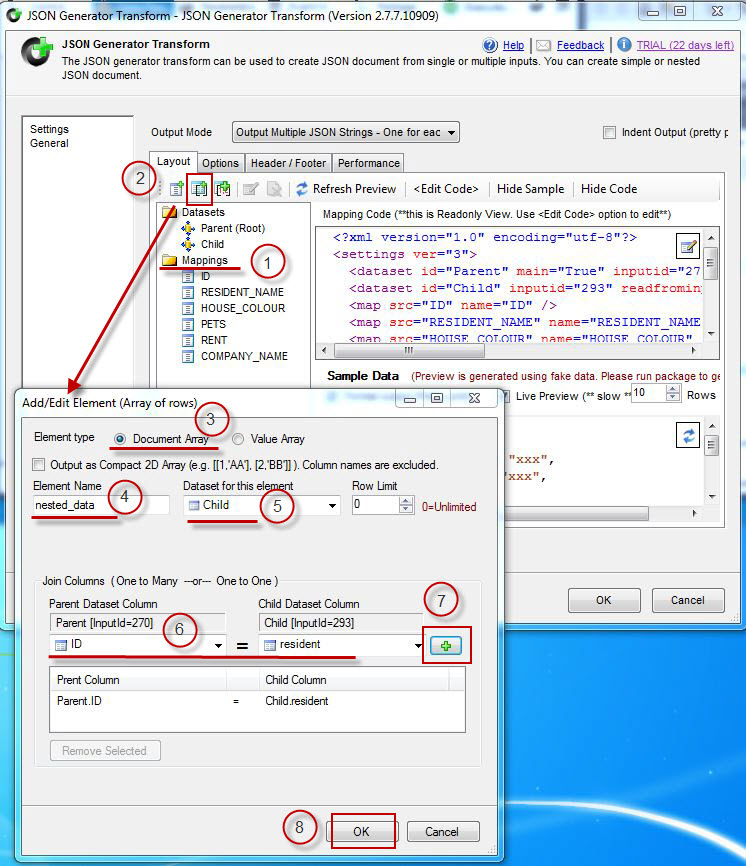 JSON Generator Transform - JSON Generator Transform (Version 2.7.7.10909)
JSON Generator Transform
Help
Feedback
TRIAL (22 days left)
The JSON generator transform can be used to create JSON document from single or multiple inputs. You can create simple or nested
JSON document.
Settings
General
Output Mode
Output Multiple JSON Strings - One for eac
Indent Output (pretty p
Layout
Options
Header / Footer
Performance
2
Refresh Preview
<Edit Code>
Hide Sample
Hide Code
Datasets
Parent (Root)
Child
Mappings
1
ID
RESIDENT_NAME
HOUSE_COLOUR
PETS
RENT
COMPANY_NAME
Mapping Code (**this is Readonly View. Use <Edit Code> option to edit**)
<?xml version="1.0" encoding="utf-8"?>
<settings ver="3">
<dataset id="Parent" main="True" inputid="27
<dataset id="Child" inputid="293" readfromin
<map src="ID" name="ID" />
<map src="RESIDENT_NAME" name="RESIDENT_NAME
<map src="HOUSE_COLOUR" name="HOUSE_COLOUR"
Sample Data (Preview is generated using fake data. Please run package to ge
Live Preview (** slow **
10
Rows
"xxx",
"xxx",
OK
Cancel
Add/Edit Element (Array of rows)
3
Element type
Document Array
Value Array
Output as Compact 2D Array (e.g. [[1,'AA'], [2,'BB']] ). Column names are excluded.
Element Name
4
Dataset for this element
Row Limit
nested_data
Child
5
0
0=Unlimited
Join Columns ( One to Many ---or--- One to One )
Parent Dataset Column
Child Dataset Column
7
Parent [InputId=270]
6
Child [InputId=293]
ID
=
resident
Prent Column
Child Column
Parent.ID
=
Child.resident
Remove Selected
8
OK
Cancel